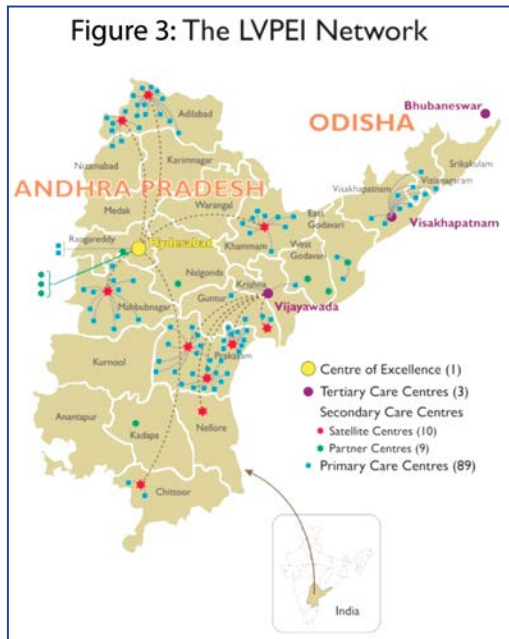 Figure 3: The LVPEI Network
Bhubaneswar
ODISHA
Adilabad
Srikakulam
Nizamabad
Karimnagar
Vizianagaram
Visakhapatnam
ANDHRA PRADESH
Warangal
Medak
East
Godavari
Visakhapatnam
Rangareddy
Hyderabad
Khammam
West
Godavari
Nalgonda
Krishna
Mahbubnagar
Guntur
Vijayawada
Prakasam
Kurnool
Centre of Excellence (1)
Tertiary Care Centres (3)
Secondary Care Centres
Satellite Centres (10)
Partner Centres (9)
Primary Care Centres (89)
Anantapur
Kadapa
Nellore
Chittoor
India